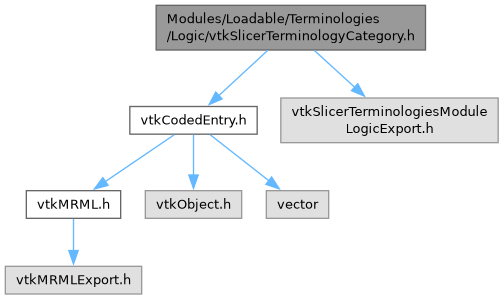 Modules/Loadable/Terminologies
/Logic/vtkSlicerTerminologyCategory.h
vtkCodedEntry.h
vtkSlicerTerminologiesModule
LogicExport.h
vtkMRML.h
vtkObject.h
vector
vtkMRMLExport.h